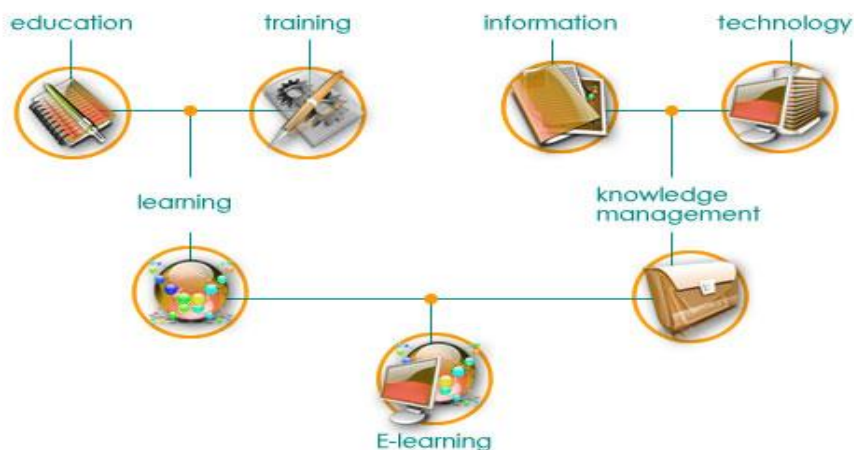 education
training
information
technology
learning
knowledge
management
E-learning